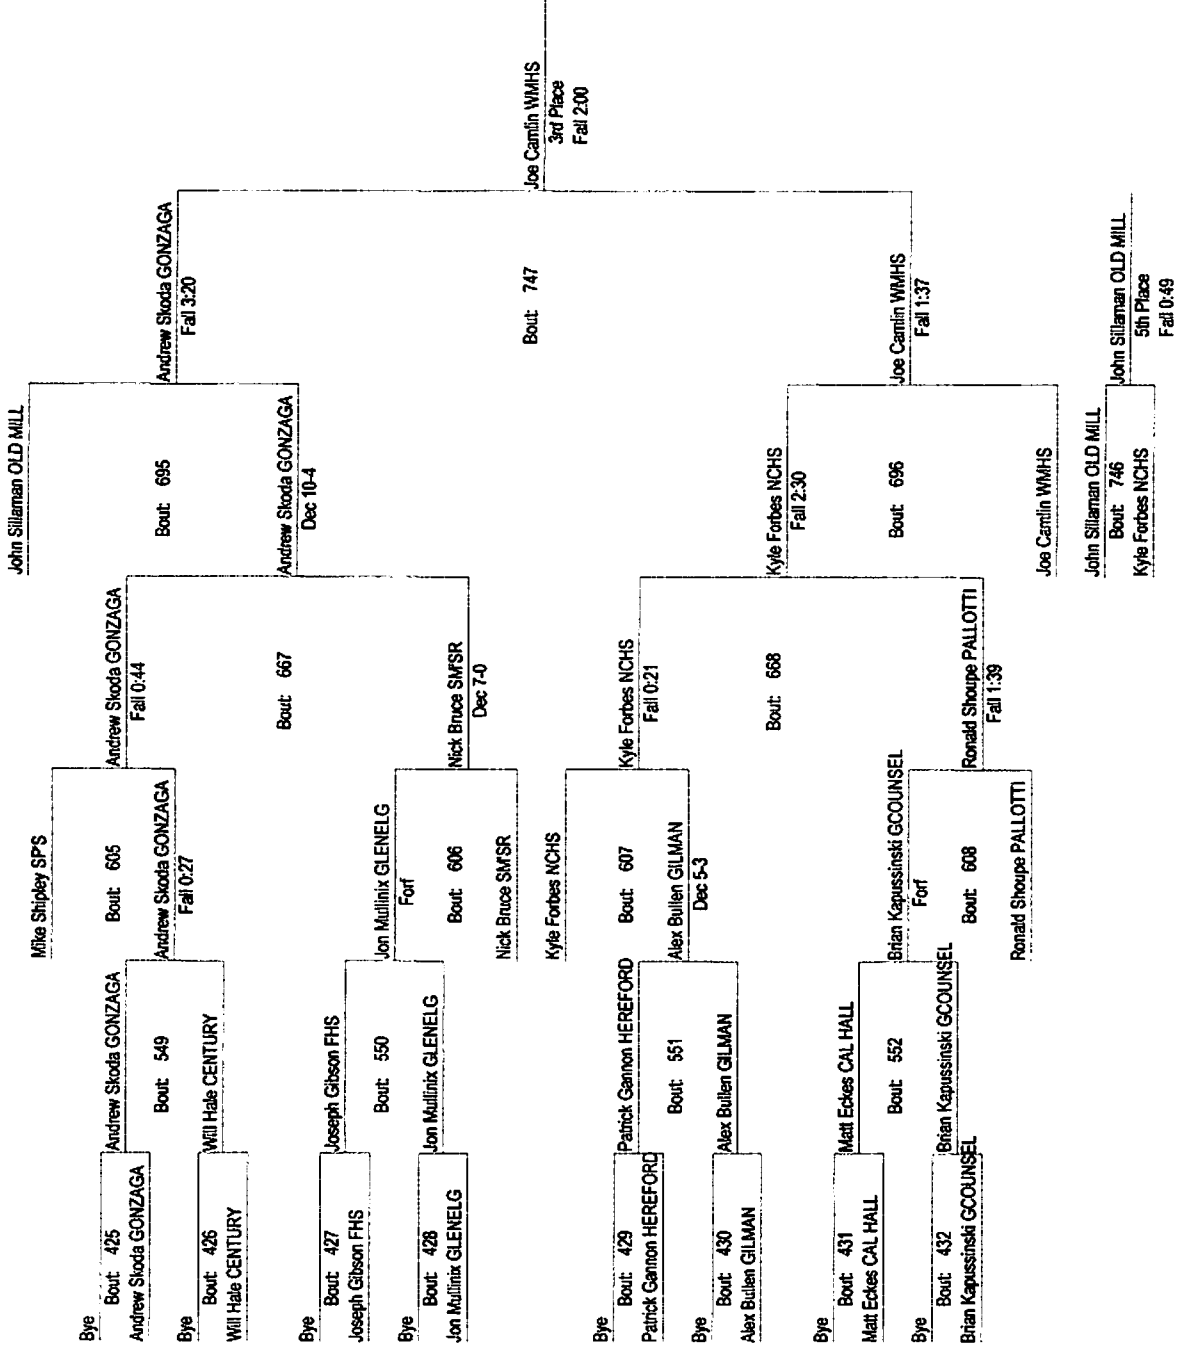 Bye
Bout: 425
Andrew Skoda GONZAGA
Bye
Bout: 426
Will Hale CENTURY
Bye
Bout: 427
Joseph Gibson FHS
Bye
Bout: 428
Jon Mullinix GLENELG
Bye
Bout: 429
Patrick Gannon HEREFORD
Bye
Bout: 430
Alex Bullen GILMAN
Bye
Bout: 431
Matt Eckes CAL HALL
Bye
Bout: 432
Brian Kapussinski GCOUNSEL
Andrew Skoda GONZAGA
Bout: 549
Will Hale CENTURY
Joseph Gibson FHS
Bout: 550
Jon Mullinix GLENELG
Patrick Gannon HEREFORD
Bout: 551
Alex Bullen GILMAN
Matt Eckes CAL HALL
Bout: 552
Brian Kapussinski GCOUNSEL
Mike Shipley SP'S
Bout: 605
Andrew Skoda GONZAGA
Fall 0:27
Jon Mullinix GLENELG
Forf
Bout: 606
Nick Bruce SM'SR
Kyle Forbes NCHS
Bout: 607
Alex Bullen GILMAN
Dec 5-3
Brian Kapussinski GCOUNSEL
Forf
Bout: 608
Ronald Shoupe PALLOTTI
Andrew Skoda GONZAGA
Fall 0:44
Bout: 667
Nick Bruce SM'SR
Dec 7-0
Kyle Forbes NCHS
Fall 0:21
Bout: 668
Ronald Shoupe PALLOTTI
Fall 1:39
John Sillaman OLD MILL
Bout: 695
Andrew Skoda GONZAGA
Dec 10-4
Kyle Forbes NCHS
Fall 2:30
Bout: 696
Joe Camtin WMHS
John Sillaman OLD MILL
Bout: 746
Kyle Forbes NCHS
Andrew Skoda GONZAGA
Fall 3:20
Bout: 747
Joe Camtin WMHS
Fall 1:37
John Sillaman OLD MILL
5th Place
Fall 0:49
Joe Camtin WMHS
3rd Place
Fall 2:00